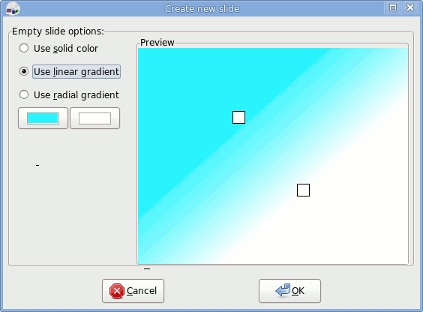 Create new slide
Empty slide options:
Use solid color
Use linear gradient
Use radial gradient
Preview
Cancel
OK